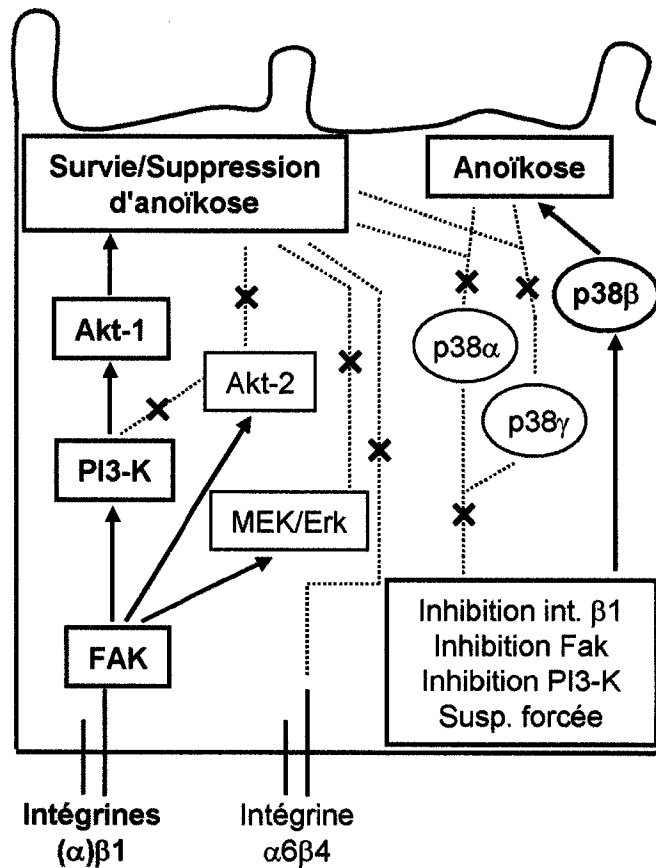 Survie/Suppression
d'anoïkose
Anoïkose
Akt-1
Akt-2
p38α
p38β
p38γ
PI3-K
MEK/Erk
FAK
Inhibition int. β1
Inhibition Fak
Inhibition PI3-K
Susp. forcée
Intégrines
(α)β1
Intégrine
α6β4